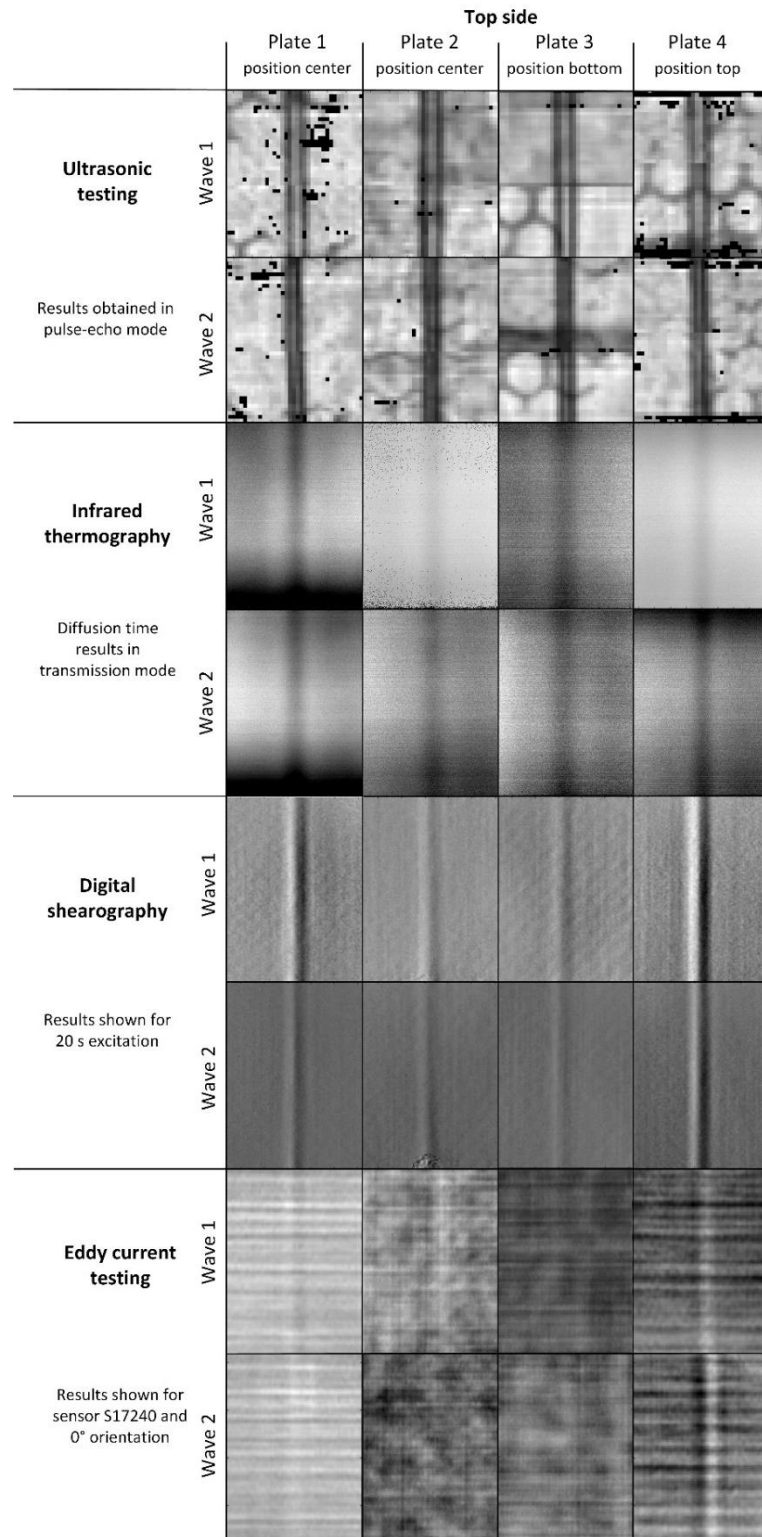 Top side
Plate 1
position center
Plate 2
position center
Plate 3
position bottom
Plate 4
position top
Ultrasonic
testing
Results obtained in
pulse-echo mode
Wave 1
Wave 2
Infrared
thermography
Diffusion time
results in
transmission mode
Wave 1
Wave 2
Digital
shearography
Results shown for
20 s excitation
Wave 1
Wave 2
Eddy current
testing
Results shown for
sensor S17240 and
0° orientation
Wave 1
Wave 2